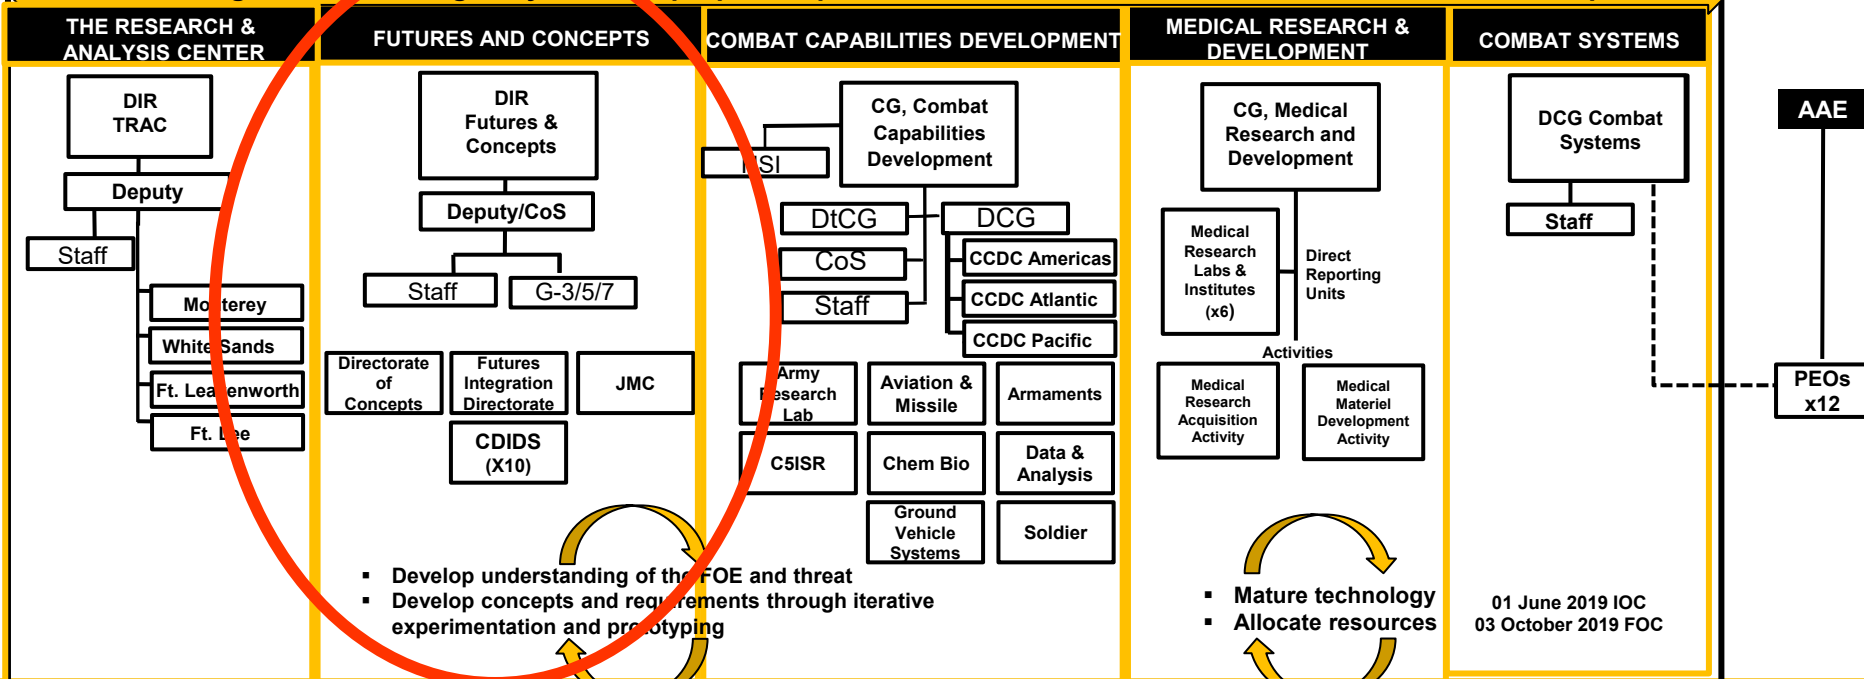 THE RESEARCH &
ANALYSIS CENTER
FUTURES AND CONCEPTS
COMBAT CAPABILITIES DEVELOPMENT
MEDICAL RESEARCH &
DEVELOPMENT
COMBAT SYSTEMS
DIR
TRAC
Deputy
Staff
Monterey
White Sands
Ft. Leavenworth
Ft. Lee
DIR
Futures &
Concepts
Deputy/CoS
Staff
G-3/5/7
Directorate
of
Concepts
Futures
Integration
Directorate
JMC
CDIDS
(X10)
CG, Combat
Capabilities
Development
DtCG
DCG
CoS
Staff
CCDC Americas
CCDC Atlantic
CCDC Pacific
Army
Research
Lab
Aviation &
Missile
Armaments
C5ISR
Chem Bio
Data &
Analysis
Ground
Vehicle
Systems
Soldier
▪ Develop understanding of the FOE and threat
▪ Develop concepts and requirements through iterative
experimentation and prototyping
CG, Medical
Research and
Development
Medical
Research
Labs &
Institutes
(x6)
Direct
Reporting
Units
Activities
Medical
Research
Acquisition
Activity
Medical
Materiel
Development
Activity
▪ Mature technology
▪ Allocate resources
DCG Combat
Systems
Staff
01 June 2019 IOC
03 October 2019 FOC
AAE
PEOs
x12